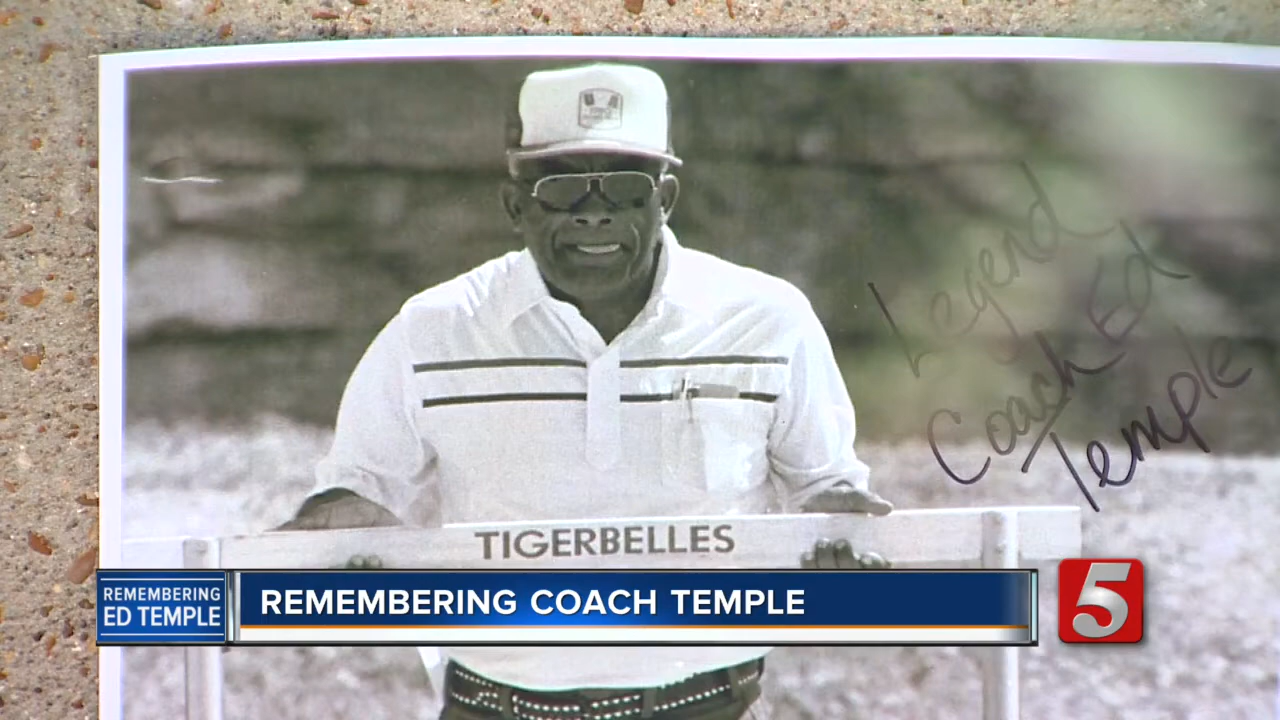 Legend
Coach Ed
Temple
TIGERBELLES
REMEMBERING
ED TEMPLE
REMEMBERING COACH TEMPLE
5